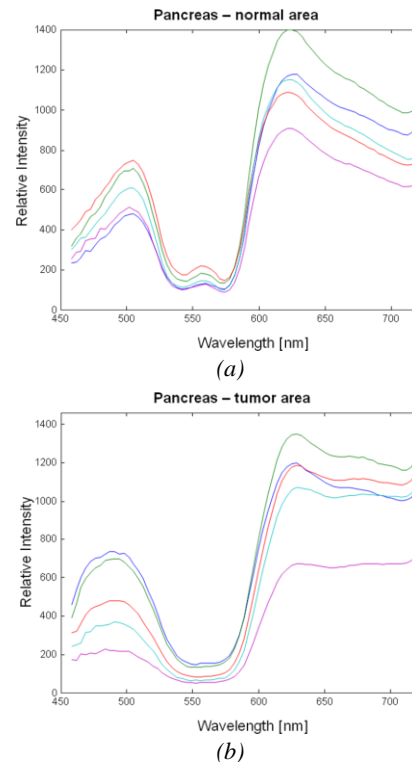 Pancreas – normal area
1400
1200
1000
800
600
400
200
0
Relative Intensity
450 500 550 600 650 700
Wavelength [nm]
(a)
Pancreas – tumor area
1400
1200
1000
800
600
400
200
0
Relative Intensity
450 500 550 600 650 700
Wavelength [nm]
(b)